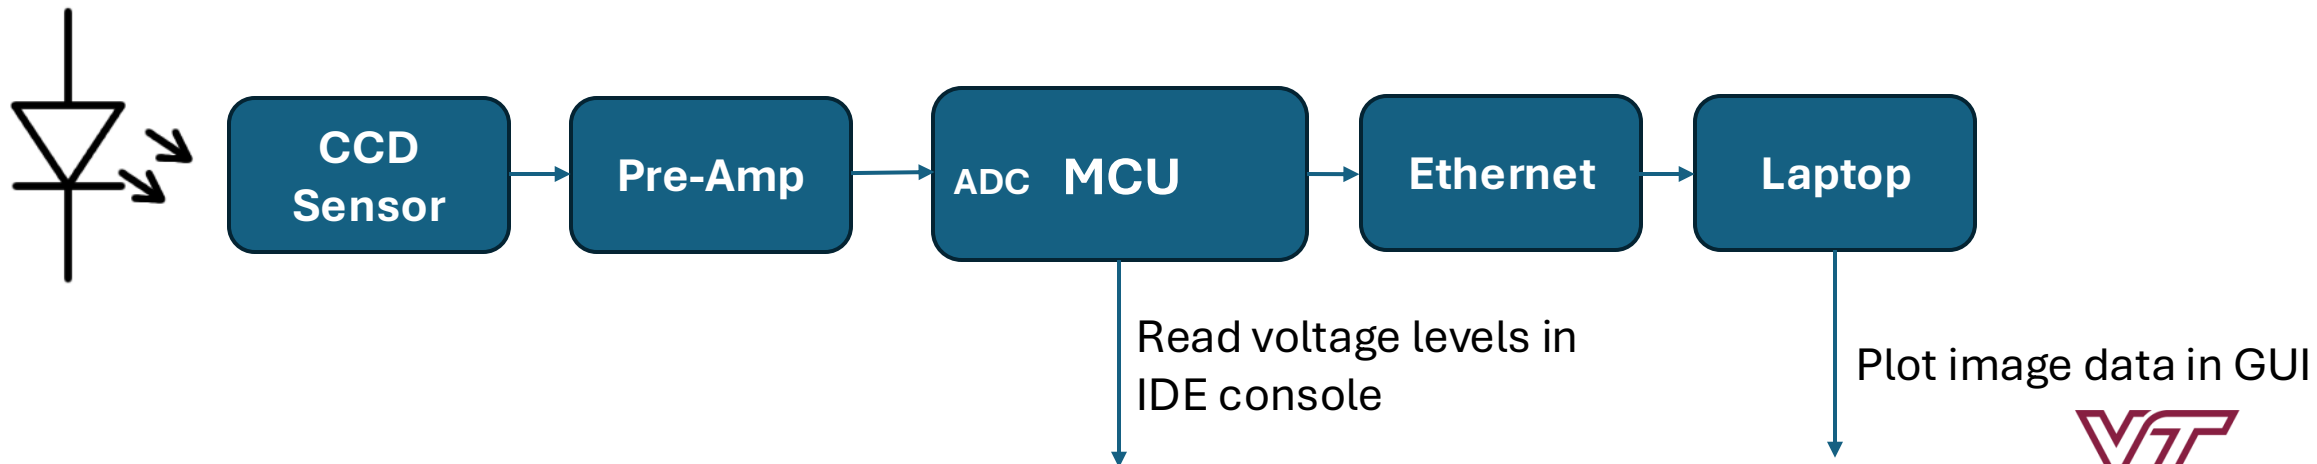 CCD
Sensor
Pre-Amp
ADC MCU
Ethernet
Laptop
Read voltage levels in
IDE console
Plot image data in GUI
VT